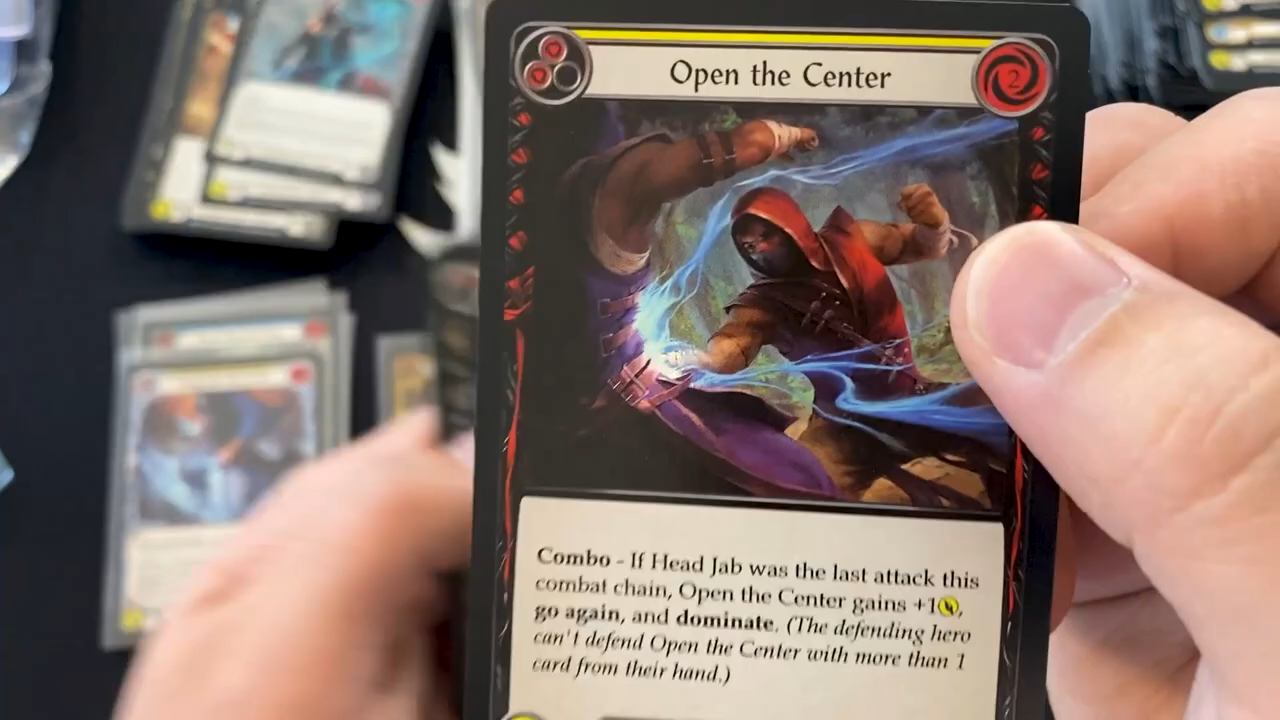 Open the Center
2
Combo - If Head Jab was the last attack this
combat chain, Open the Center gains +1,
go again, and dominate. (The defending hero
can't defend Open the Center with more than 1
card from their hand.)